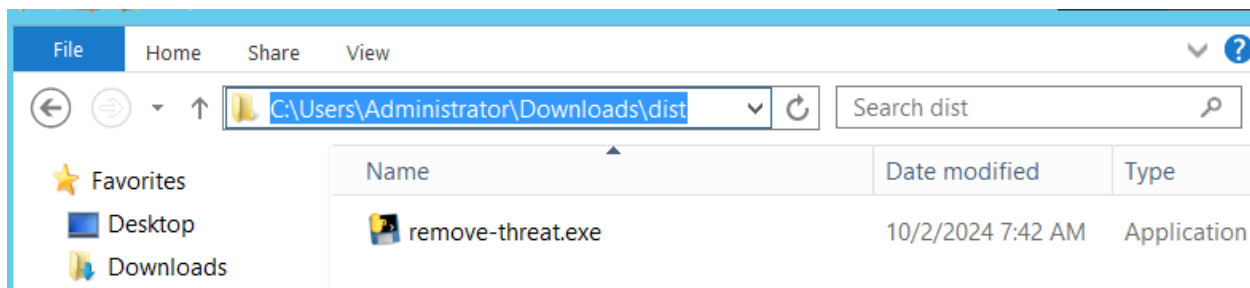 File Home Share View
C:\Users\Administrator\Downloads\dist Search dist
Favorites
Desktop
Downloads
Name Date modified Type
remove-threat.exe 10/2/2024 7:42 AM Application